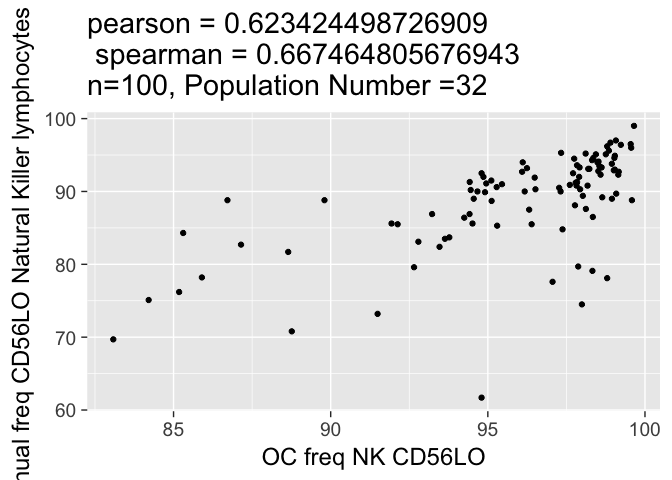 pearson = 0.623424498726909
spearman = 0.667464805676943
n=100, Population Number =32
freq CD56LO Natural Killer lymphocytes
100
90
80
70
60
85
90
95
100
OC freq NK CD56LO